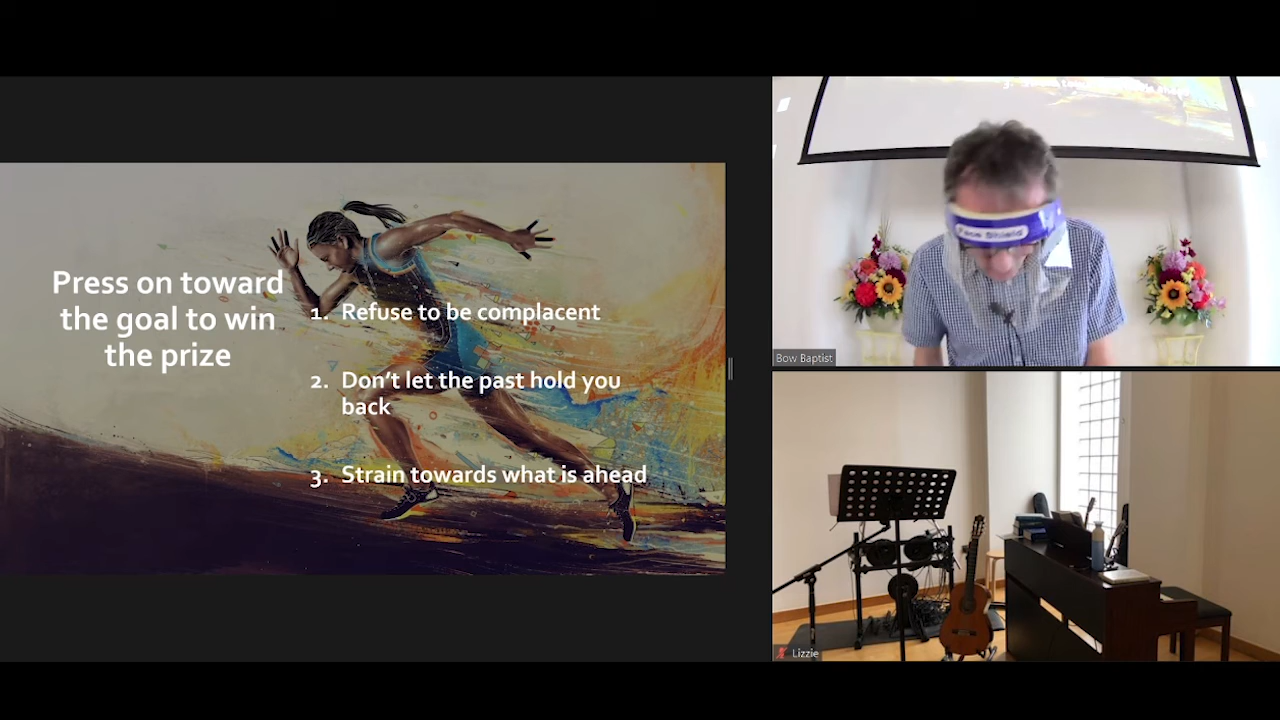 Press on toward
the goal to win
the prize
1. Refuse to be complacent
2. Don't let the past hold you
back
3. Strain towards what is ahead
Face Shield
Bow Baptist
Lizzie